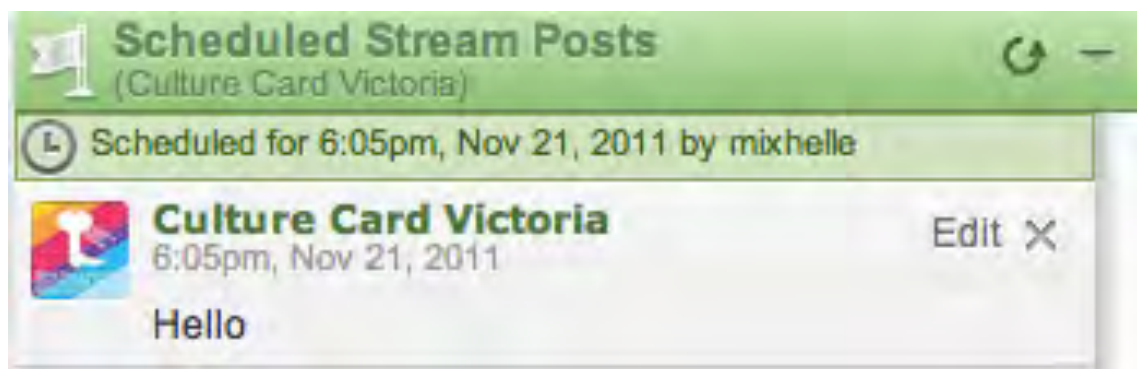 Scheduled Stream Posts
(Culture Card Victoria)
Scheduled for 6:05pm, Nov 21, 2011 by mixhelle
Culture Card Victoria
Edit
6:05pm, Nov 21, 2011
Hello